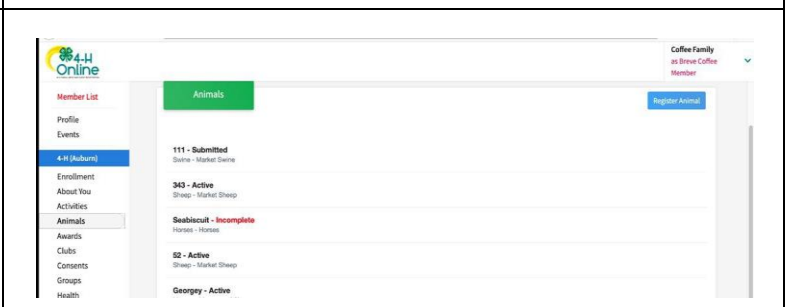 4-H
Online
Coffee Family
as Breve Coffee
Member
Member List
Profile
Events
4-H (Auburn)
Enrollment
About You
Activities
Animals
Awards
Clubs
Consents
Groups
Health
Animals
Register Animal
111 - Submitted
Swine - Market Swine
343 - Active
Sheep - Market Sheep
Seabiscuit - Incomplete
Horses - Horses
52 - Active
Sheep - Market Sheep
Georgey - Active